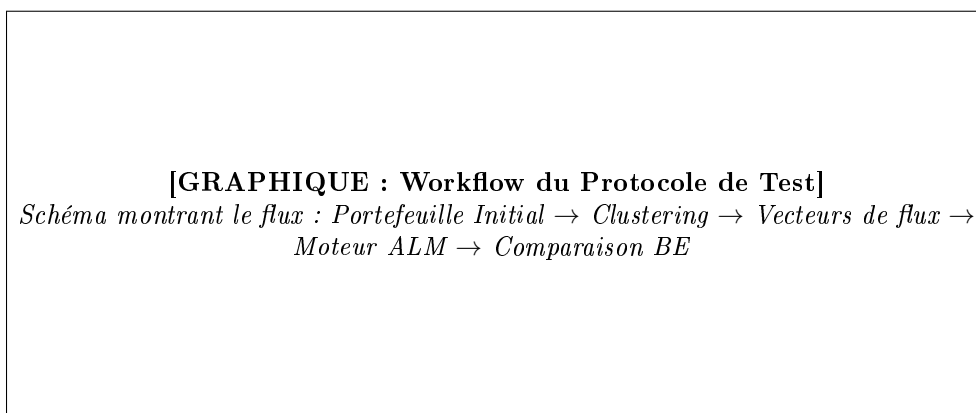 [GRAPHIQUE : Workflow du Protocole de Test]
Schéma montrant le flux : Portefeuille Initial → Clustering → Vecteurs de flux →
Moteur ALM → Comparaison BE